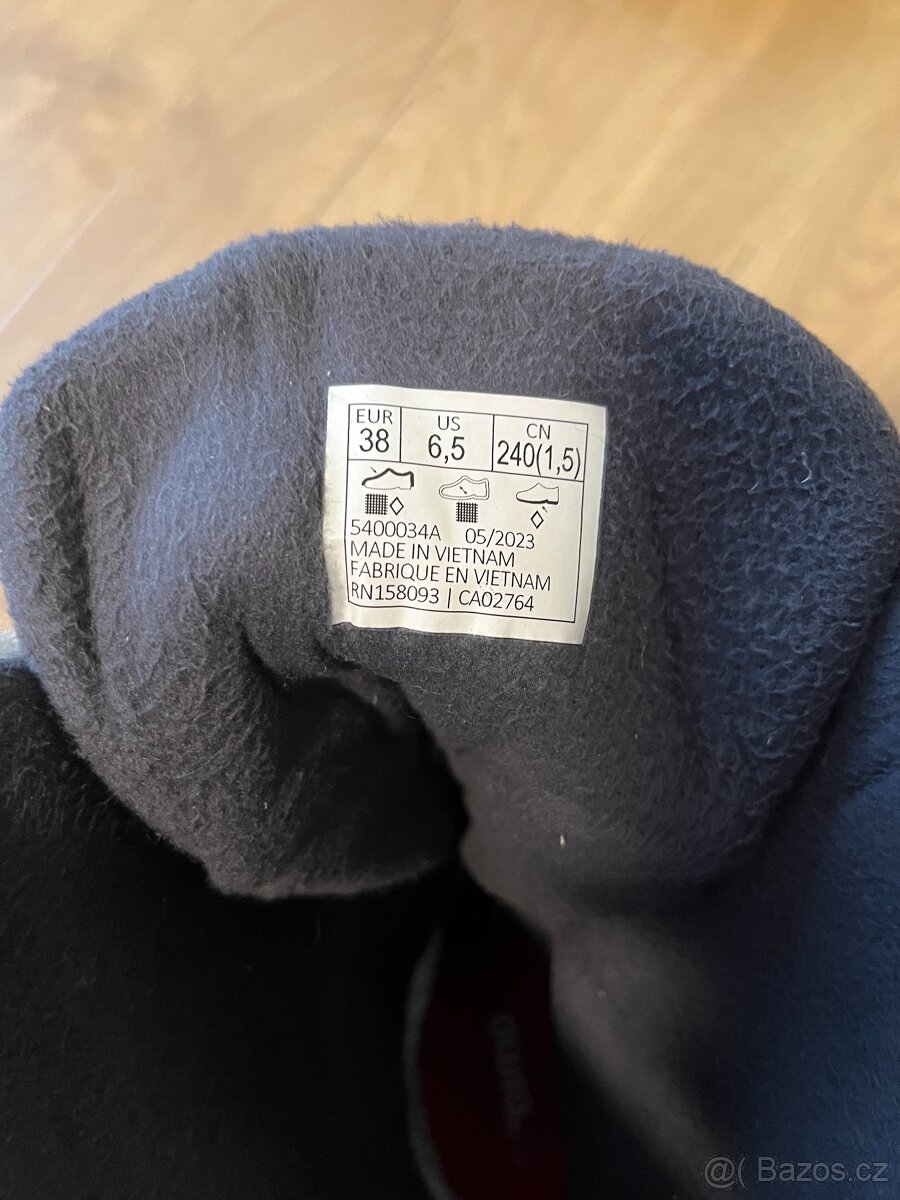 EUR US CN
38 6,5 240(1,5)
5400034A 05/2023
MADE IN VIETNAM
FABRIQUE EN VIETNAM
RN158093 | CA02764
@( Bazos.cz